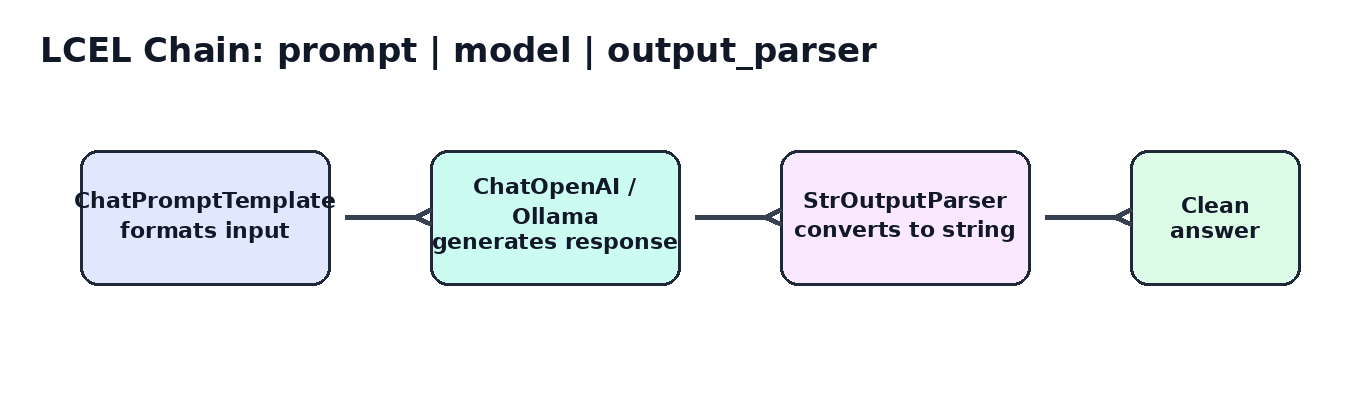 LCEL Chain: prompt | model | output_parser
ChatPromptTemplate
formats input
ChatOpenAI /
Ollama
generates response
StrOutputParser
converts to string
Clean
answer